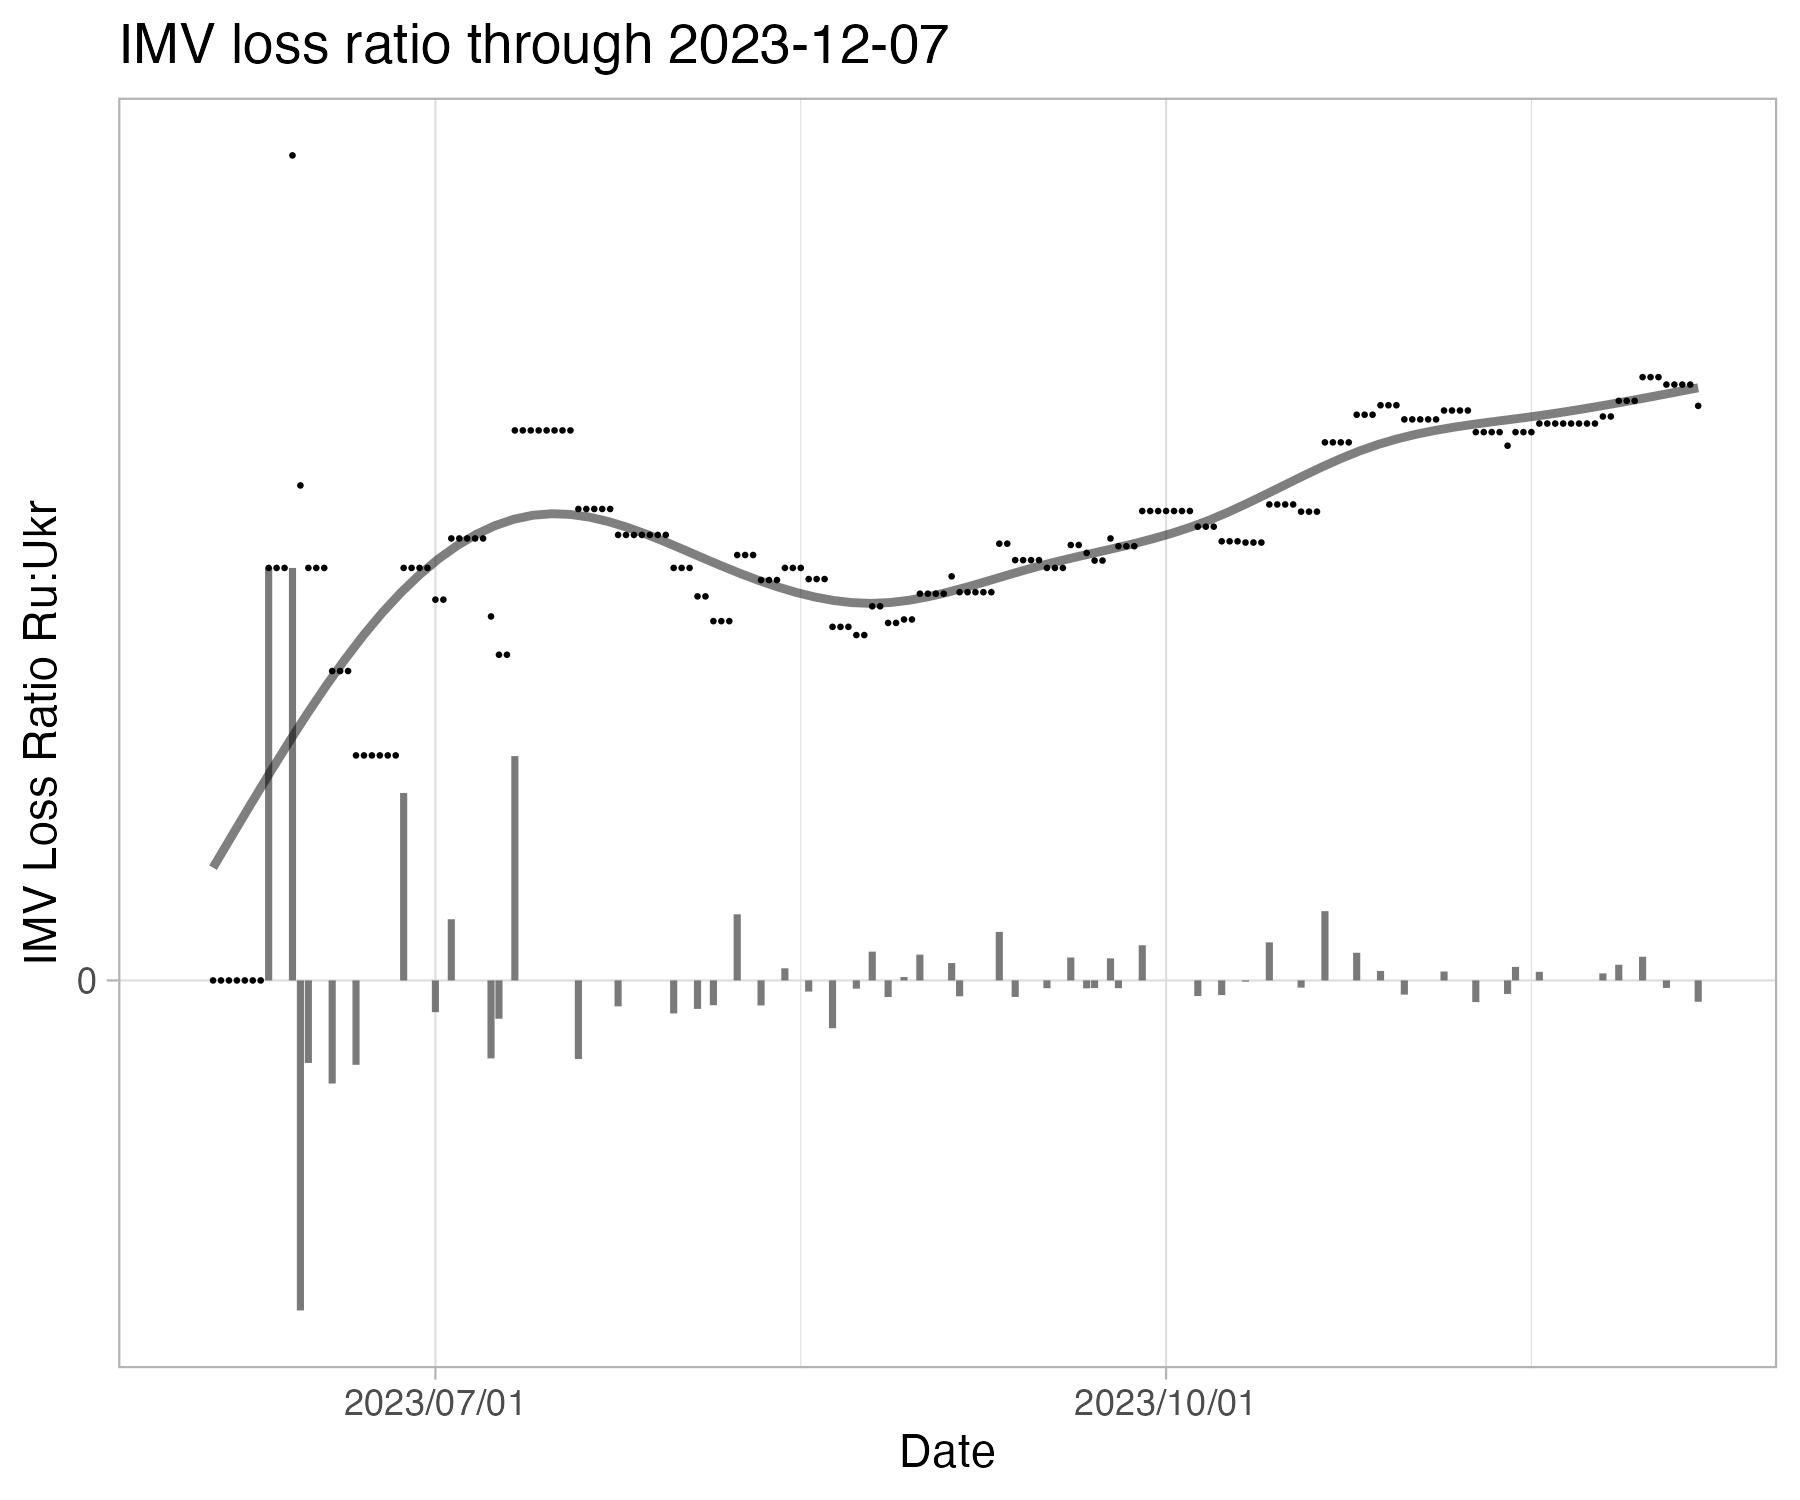 IMV loss ratio through 2023-12-07
IMV Loss Ratio Ru:Ukr
0
2023/07/01
2023/10/01
Date